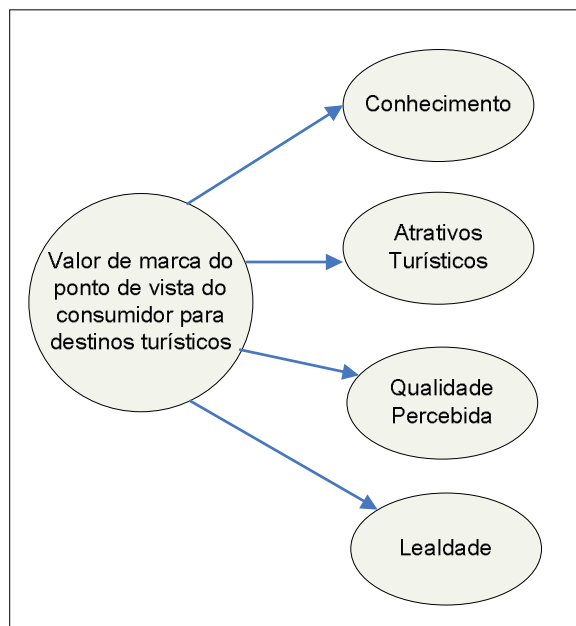 Conhecimento
Atrativos
Turísticos
Valor de marca do
ponto de vista do
consumidor para
destinos turísticos
Qualidade
Percebida
Lealdade